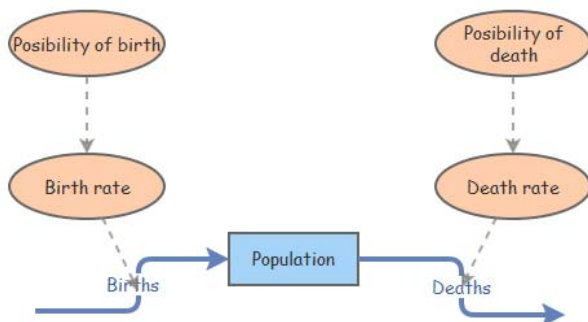 Posibility of birth
Posibility of
death
Birth rate
Death rate
Population
Births
Deaths